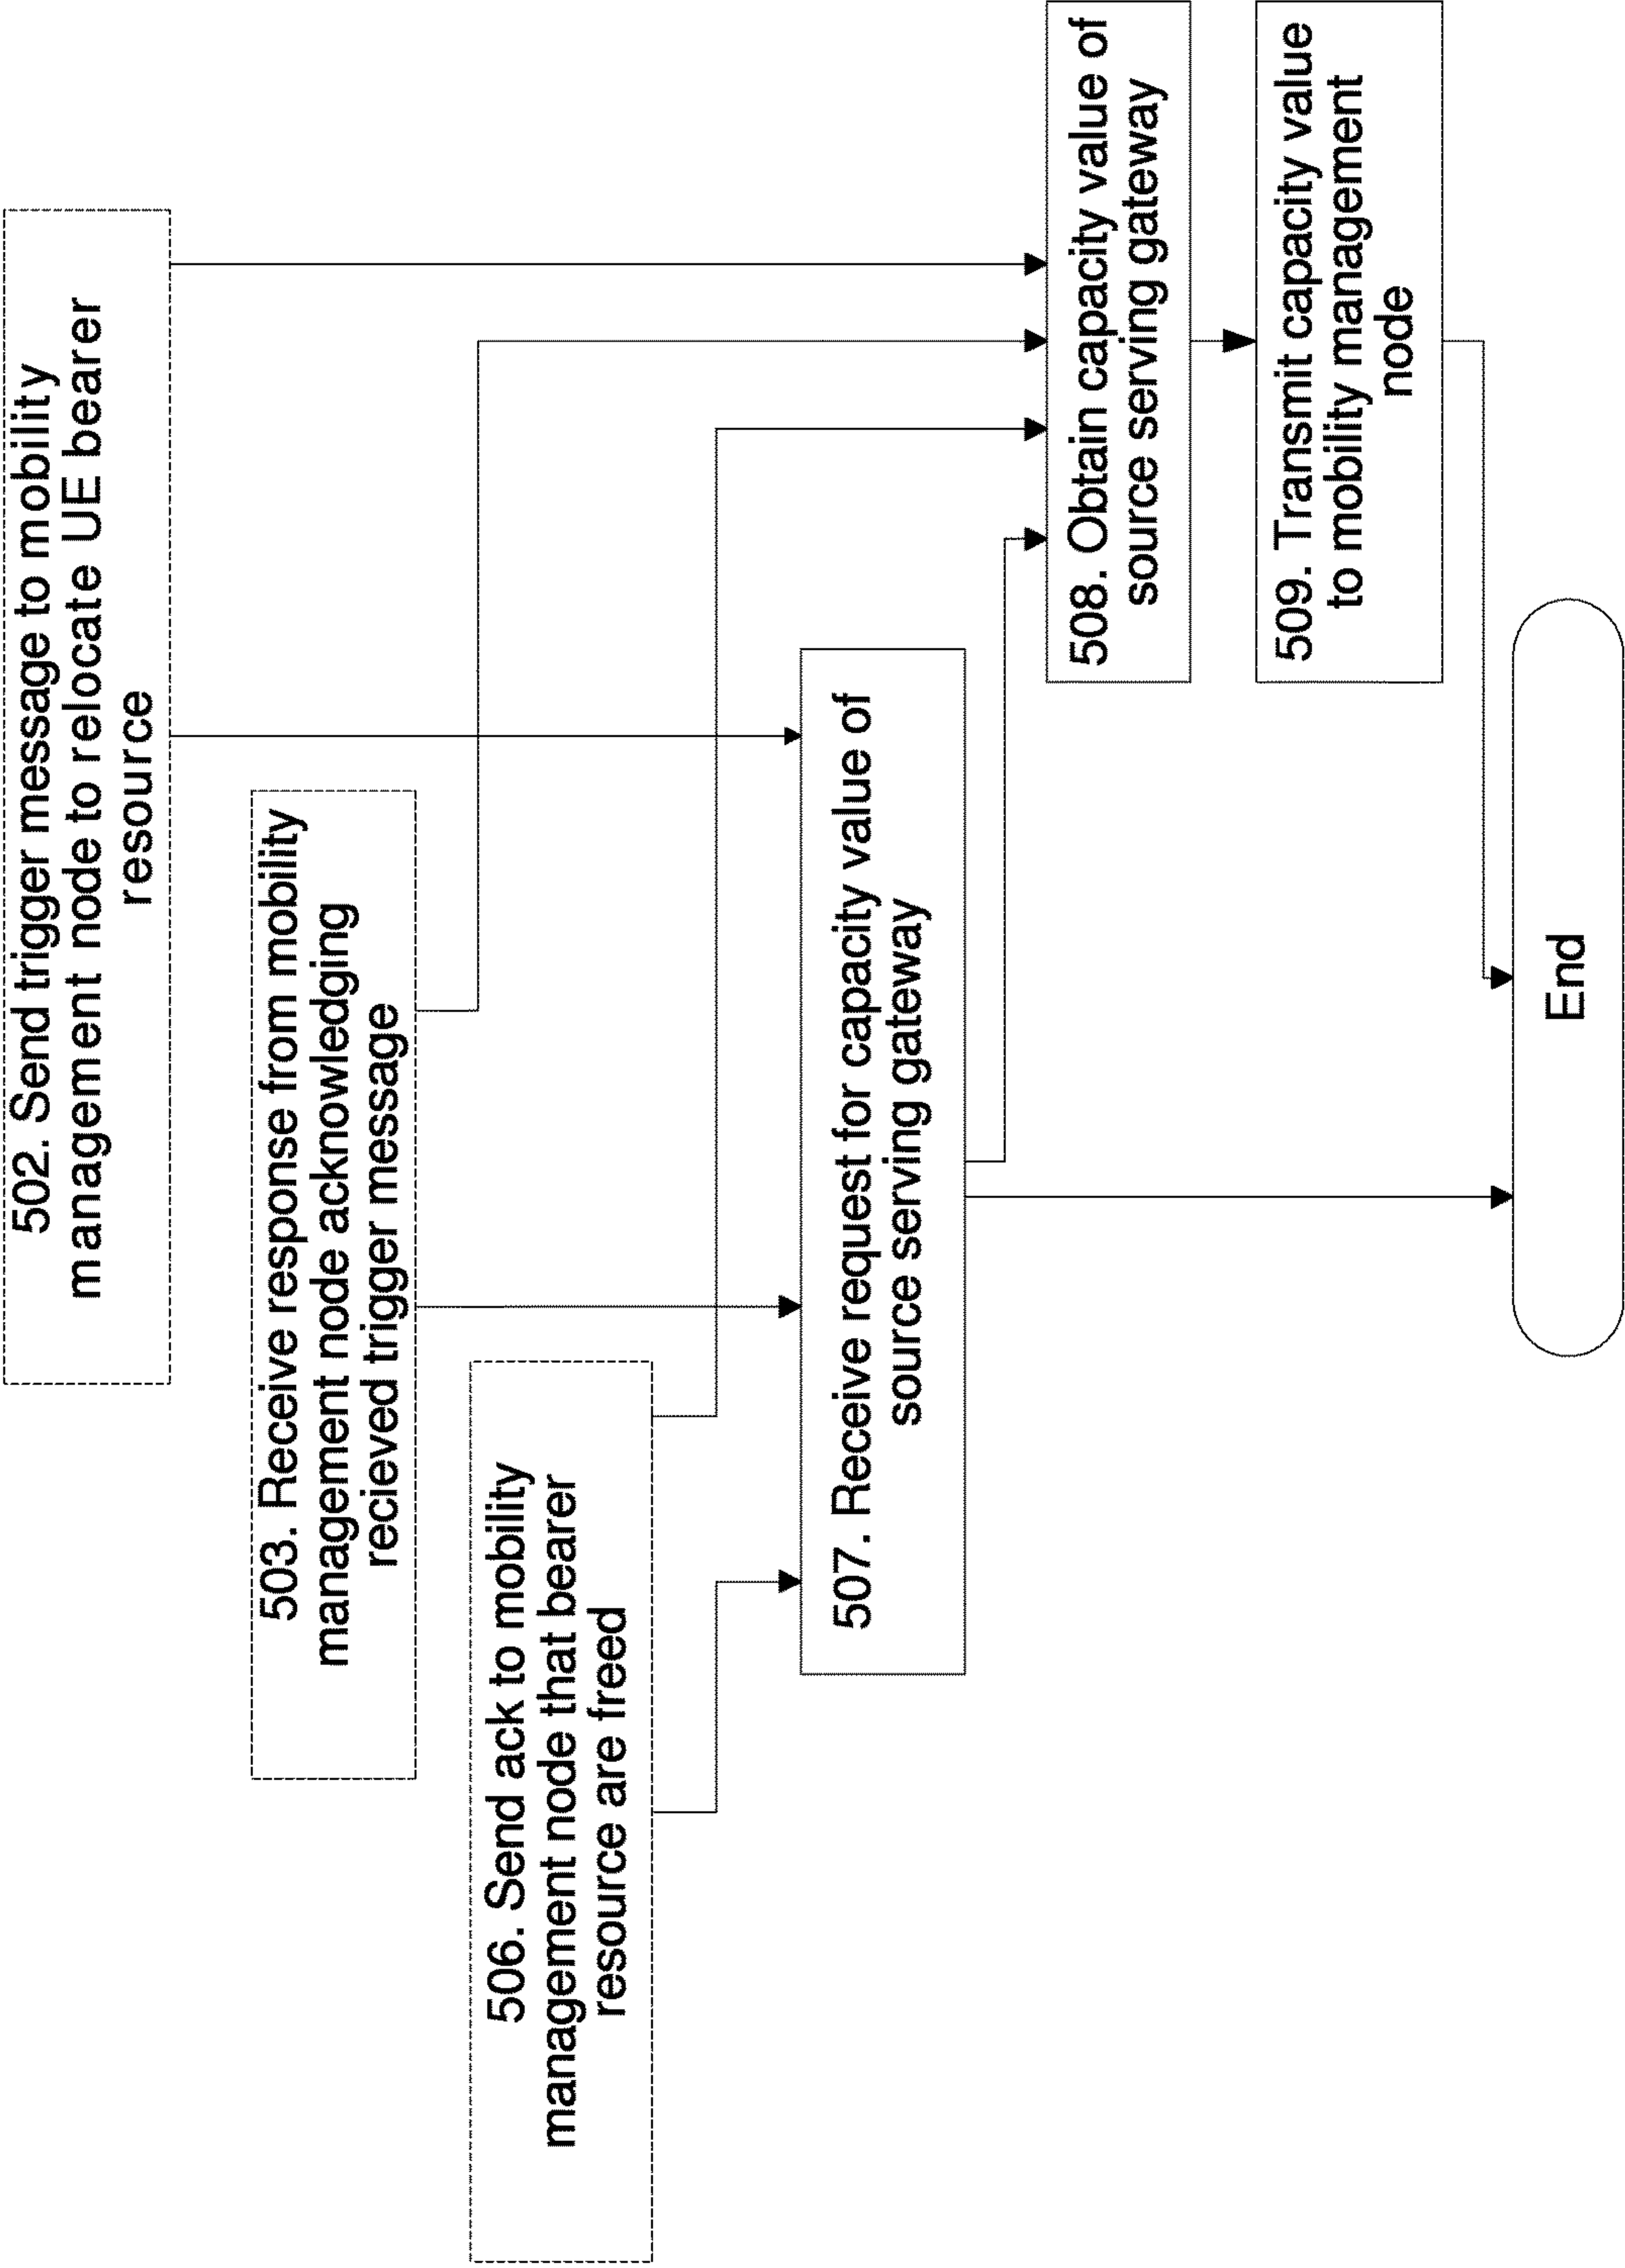 502. Send trigger message to mobility
management node to relocate UE bearer
resource
503. Receive response from mobility
management node acknowledging
recieved trigger message
506. Send ack to mobility
management node that bearer
resource are freed
507. Receive request for capacity value of
source serving gateway
508. Obtain capacity value of
source serving gateway
509. Transmit capacity value
to mobility management
node
End